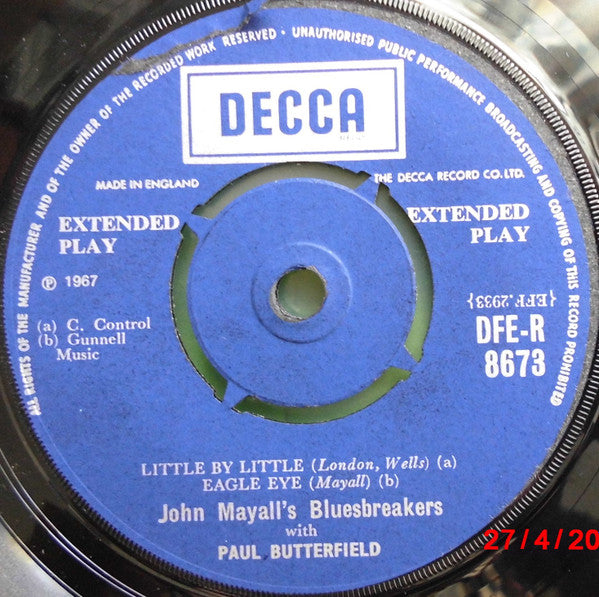 ALL RIGHTS OF THE MANUFACTURER AND OF THE OWNER OF THE RECORDED WORK RESERVED · UNAUTHORISED PUBLIC PERFORMANCE BROADCASTING AND COPYING OF THIS RECORD PROHIBITED
DECCA
MADE IN ENGLAND
THE DECCA RECORD CO. LTD.
EXTENDED
PLAY
EXTENDED
PLAY
℗ 1967
{EFF.2933}
(a) C. Control
(b) Gunnell
Music
DFE-R
8673
LITTLE BY LITTLE (London, Wells) (a)
EAGLE EYE (Mayall) (b)
John Mayall's Bluesbreakers
with
PAUL BUTTERFIELD
27/4/20